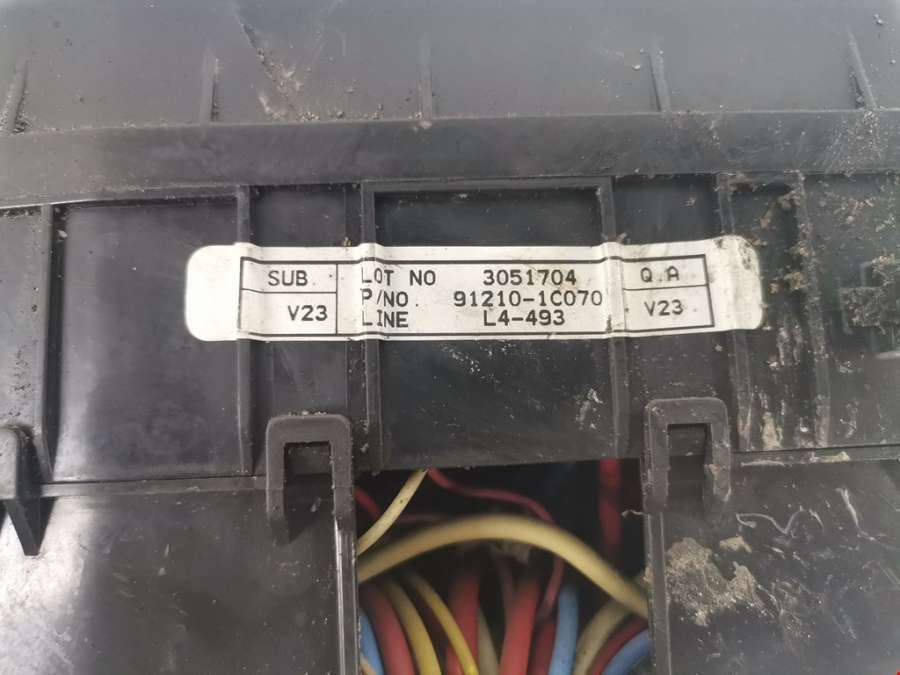 SUB LOT NO 3051704 Q.A
P/NO. 91210-1C070
V23 LINE L4-493 V23